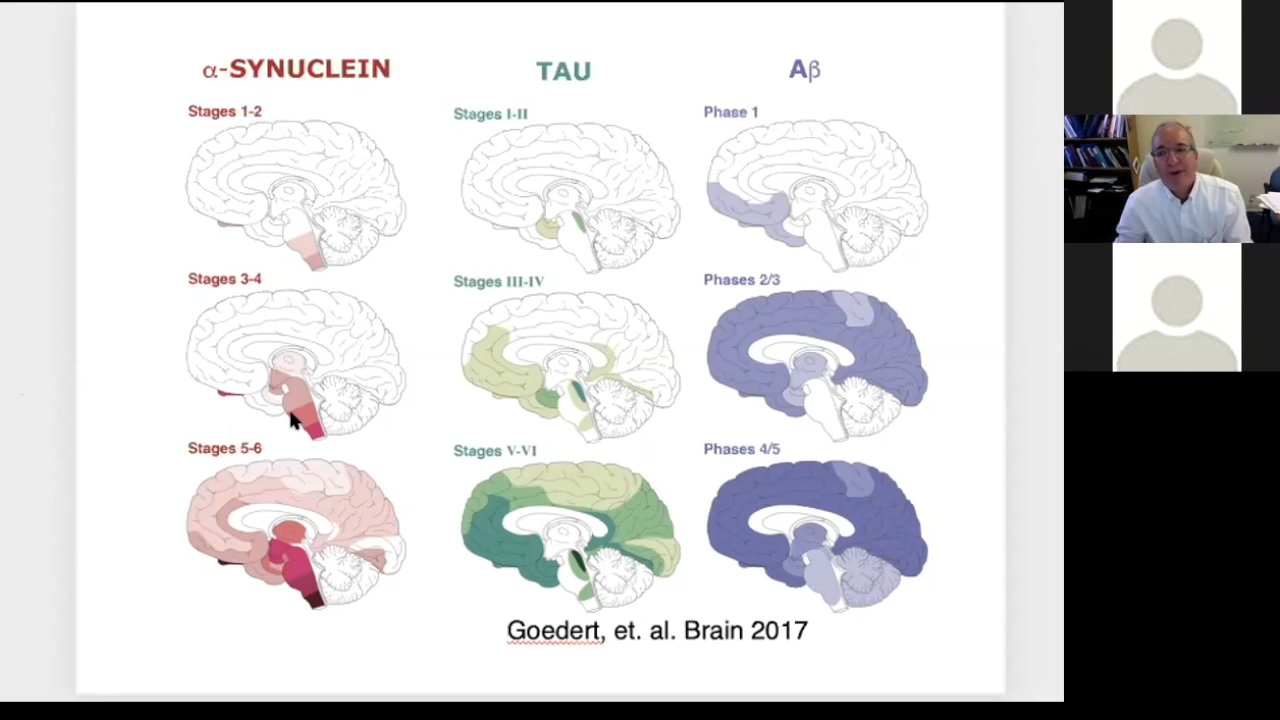 α-SYNUCLEIN
TAU
Aβ
Stages 1-2
Stages I-II
Phase 1
Stages 3-4
Stages III-IV
Phases 2/3
Stages 5-6
Stages V-VI
Phases 4/5
Goedert, et. al. Brain 2017